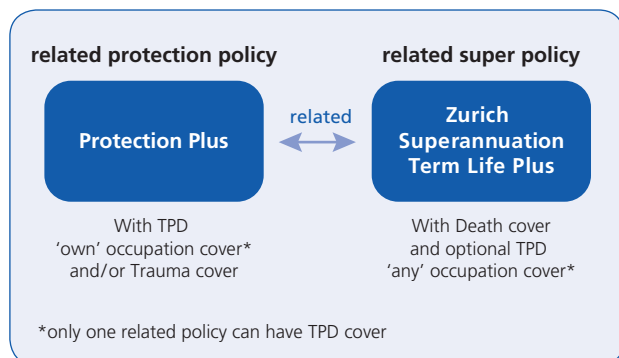 related protection policy
related super policy
Protection Plus
related
Zurich
Superannuation
Term Life Plus
With TPD
‘own’ occupation cover*
and/or Trauma cover
With Death cover
and optional TPD
‘any’ occupation cover*
*only one related policy can have TPD cover